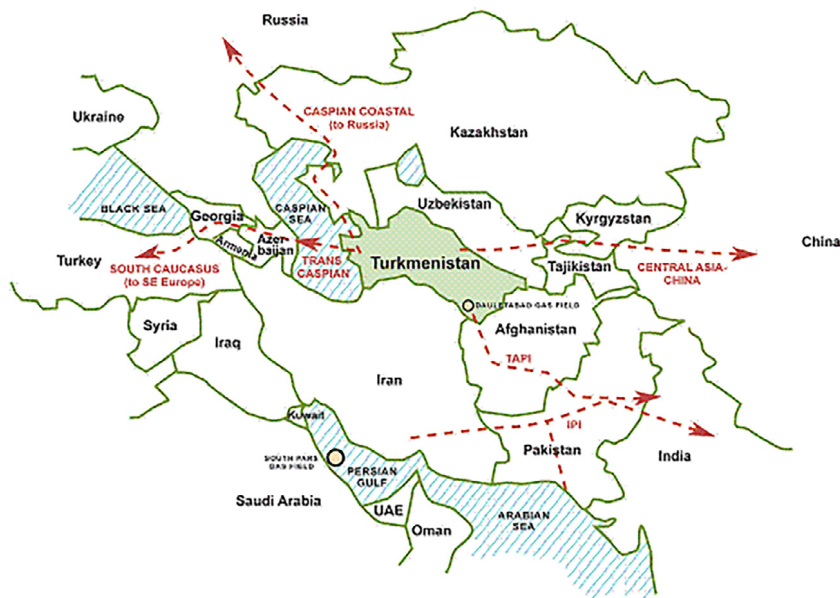 Russia
Ukraine
CASPIAN COASTAL
(to Russia)
Kazakhstan
BLACK SEA
Georgia
CASPIAN
SEA
Uzbekistan
Kyrgyzstan
China
Armenia
Azer
baijan
Turkey
SOUTH CAUCASUS
(to SE Europe)
TRANS
CASPIAN
Turkmenistan
Tajikistan
CENTRAL ASIA-
CHINA
DAULETABAD GAS FIELD
Syria
Iraq
Afghanistan
TAPI
Iran
Kuwait
IPI
Pakistan
India
SOUTH PARS
GAS FIELD
PERSIAN
GULF
Saudi Arabia
UAE
Oman
ARABIAN
SEA